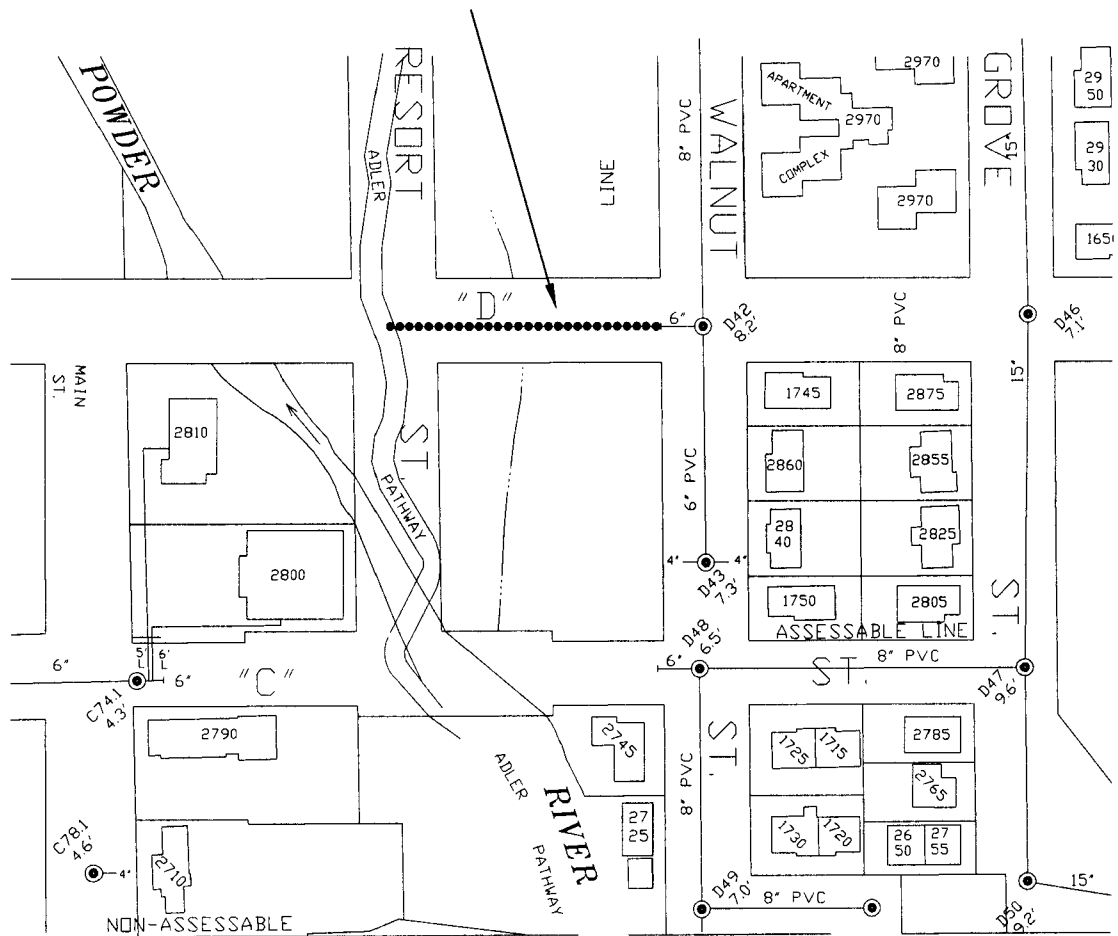 POWDER
RESORT
ADLER
LINE
8" PVC
WALNUT
APARTMENT
COMPLEX
2970
2970
2970
GROVE
15"
29
50
29
30
"D"
6"
D42
8.2'
8" PVC
D46
7.1'
15"
MAIN
ST.
2810
ST.
PATHWAY
6" PVC
1745
2875
2860
2855
28
40
2825
2800
4"
4"
D43
7.3'
1750
2805
ASSESSABLE LINE
ST.
5'
L
6'
L
6"
6"
C74.1
4.3'
"C"
D48
6.5'
6"
8" PVC
ST.
D47
9.6'
2790
2745
ST.
8" PVC
1725
1715
2785
2765
ADLER
RIVER
PATHWAY
27
25
1730
1720
26
50
27
55
C78.1
4.6'
4"
2710
NON-ASSESSABLE
D49
7.0'
8" PVC
15"
D50
9.2'